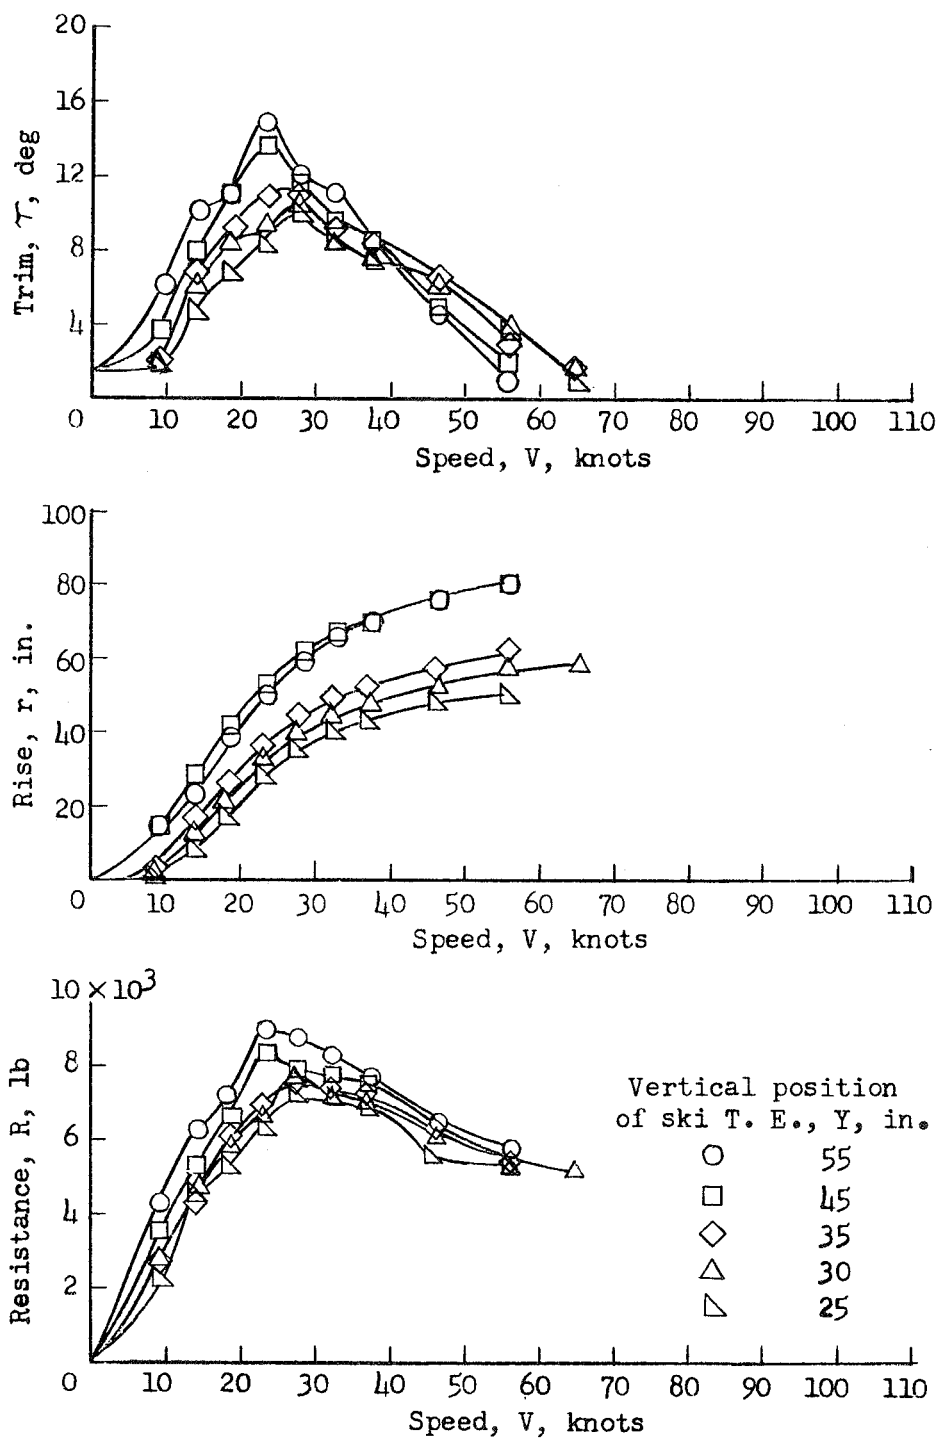 20
16
12
8
4
0 10 20 30 40 50 60 70 80 90 100 110
Trim, τ, deg
Speed, V, knots
100
80
60
40
20
0 10 20 30 40 50 60 70 80 90 100 110
Rise, r, in.
Speed, V, knots
10 × 10³
8
6
4
2
0 10 20 30 40 50 60 70 80 90 100 110
Resistance, R, lb
Speed, V, knots
Vertical position
of ski T. E., Y, in.
55
45
35
30
25